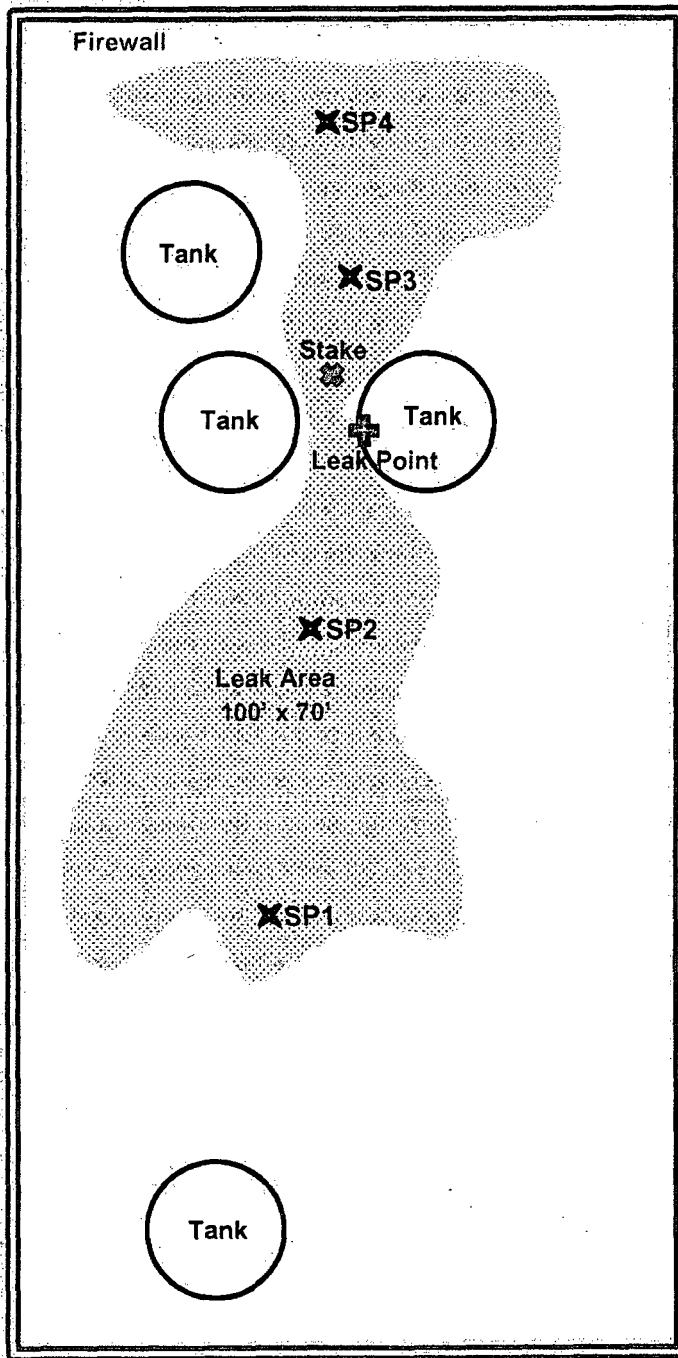 Firewall
SP4
Tank
SP3
Stake
Tank
Tank
Leak Point
SP2
Leak Area
100' x 70'
SP1
Tank